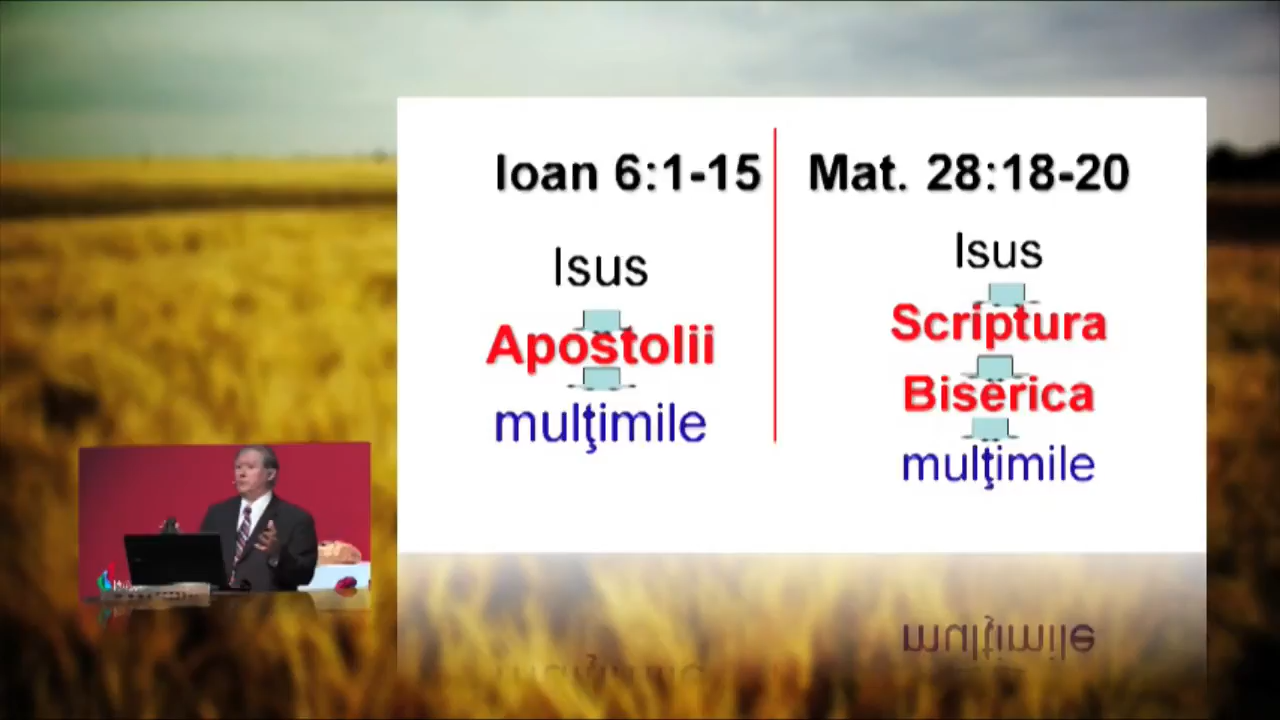 Ioan 6:1-15
Isus
Apostolii
mulţimile
Mat. 28:18-20
Isus
Scriptura
Biserica
mulţimile